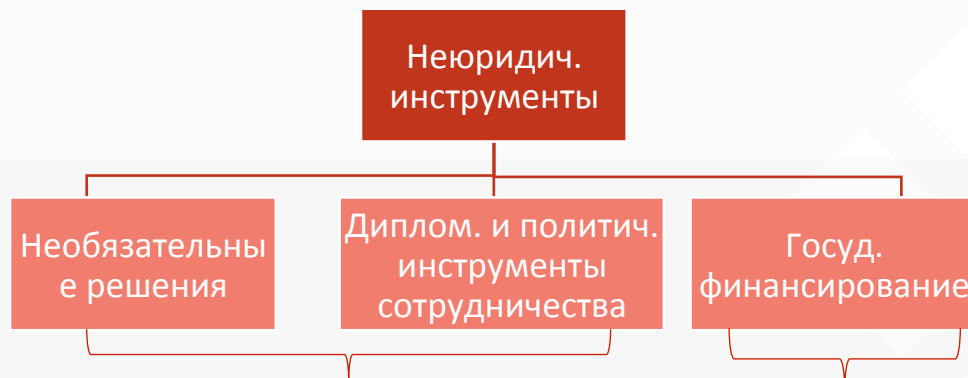 Неюридич.
инструменты
Необязательны
е решения
Диплом. и политич.
инструменты
сотрудничества
Госуд.
финансирование